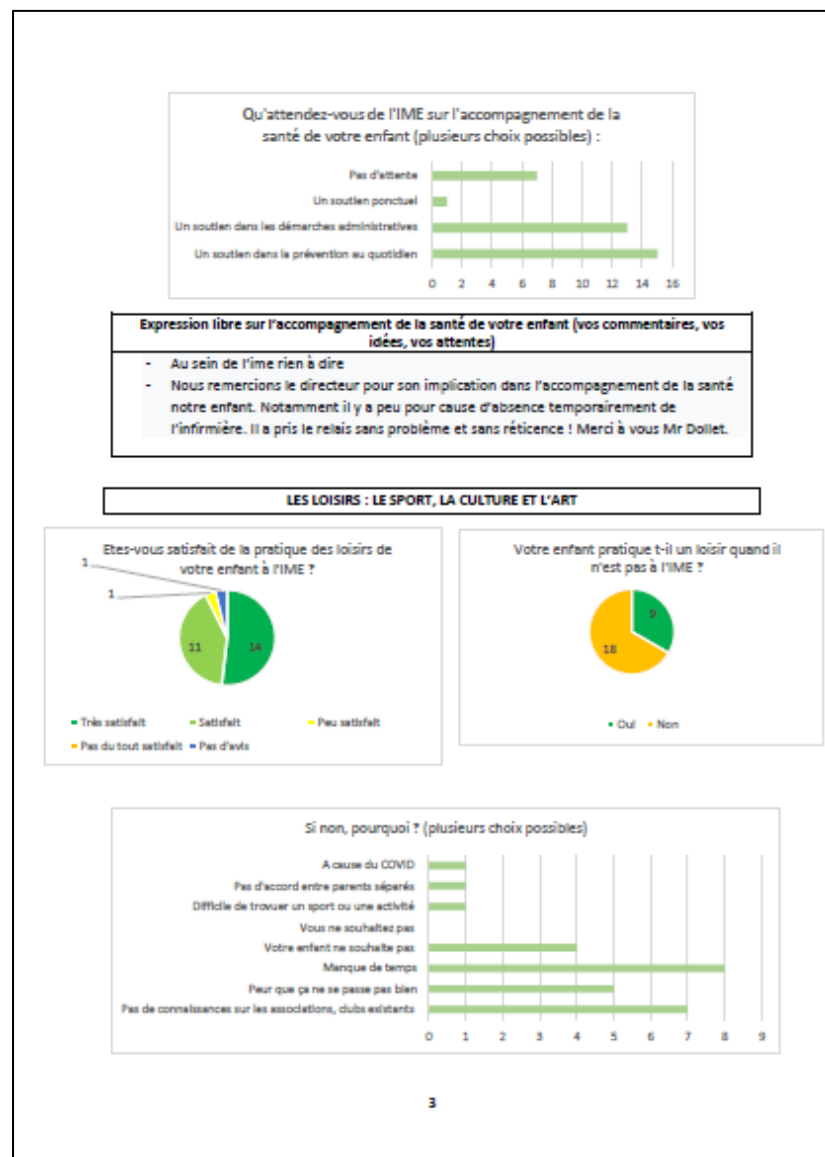 Qu'attendez-vous de l'IME sur l'accompagnement de la
santé de votre enfant (plusieurs choix possibles) :
Pas d'attente
Un soutien ponctuel
Un soutien dans les démarches administratives
Un soutien dans la prévention au quotidien
0 2 4 6 8 10 12 14 16
Expression libre sur l'accompagnement de la santé de votre enfant (vos commentaires, vos
idées, vos attentes)
- Au sein de l'ime rien à dire
- Nous remercions le directeur pour son implication dans l'accompagnement de la santé
notre enfant. Notamment il y a peu pour cause d'absence temporairement de
l'infirmière. Il a pris le relais sans problème et sans réticence ! Merci à vous Mr Dollet.
LES LOISIRS : LE SPORT, LA CULTURE ET L'ART
Etes-vous satisfait de la pratique des loisirs de
votre enfant à l'IME ?
1
1
11
14
Très satisfait Satisfait Peu satisfait
Pas du tout satisfait Pas d'avis
Votre enfant pratique t-il un loisir quand il
n'est pas à l'IME ?
9
18
Oui Non
Si non, pourquoi ? (plusieurs choix possibles)
A cause du COVID
Pas d'accord entre parents séparés
Difficile de trovuer un sport ou une activité
Vous ne souhaitez pas
Votre enfant ne souhaite pas
Manque de temps
Peur que ça ne se passe pas bien
Pas de connaissances sur les associations, clubs existants
0 1 2 3 4 5 6 7 8 9
3